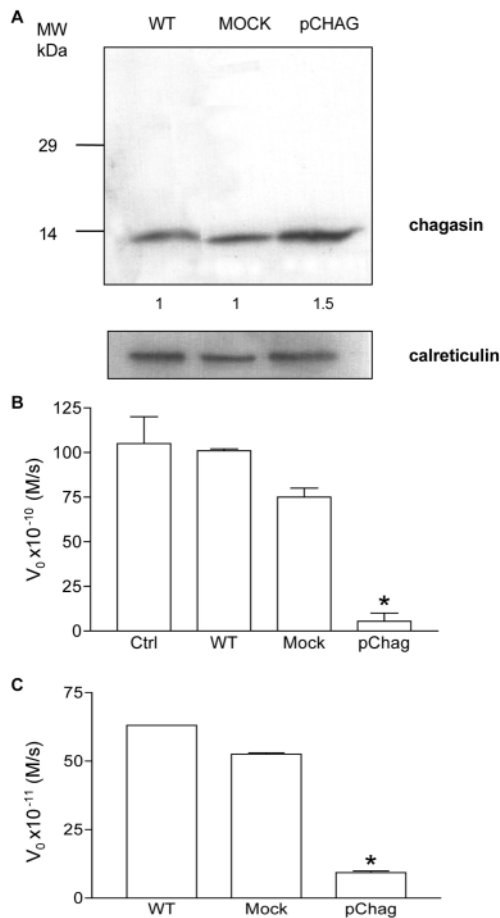 A
MW
kDa
WT MOCK pCHAG
29
14
chagasin
1 1 1.5
calreticulin
B
V₀ x10⁻¹⁰ (M/s)
125
100
75
50
25
0
*
Ctrl WT Mock pChag
C
V₀ x10⁻¹¹ (M/s)
75
50
25
0
*
WT Mock pChag